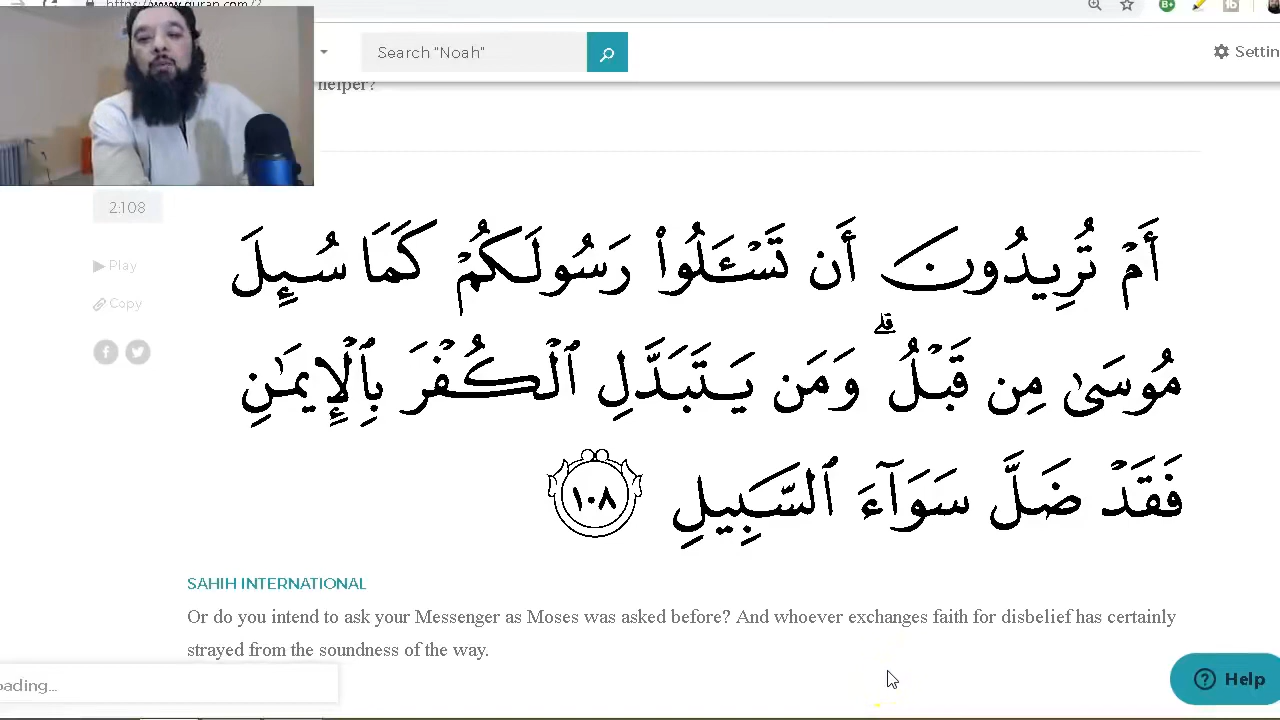 https://www.quran.com/2
Search "Noah"
Settin
helper?
2:108
Play
Copy
أَمْ تُرِيدُونَ أَن تَسْـَٔلُوا۟ رَسُولَكُمْ كَمَا سُئِلَ
مُوسَىٰ مِن قَبْلُ ۗ وَمَن يَتَبَدَّلِ ٱلْكُفْرَ بِٱلْإِيمَـٰنِ
فَقَدْ ضَلَّ سَوَآءَ ٱلسَّبِيلِ ١٠٨
SAHIH INTERNATIONAL
Or do you intend to ask your Messenger as Moses was asked before? And whoever exchanges faith for disbelief has certainly
strayed from the soundness of the way.
oading...
Help